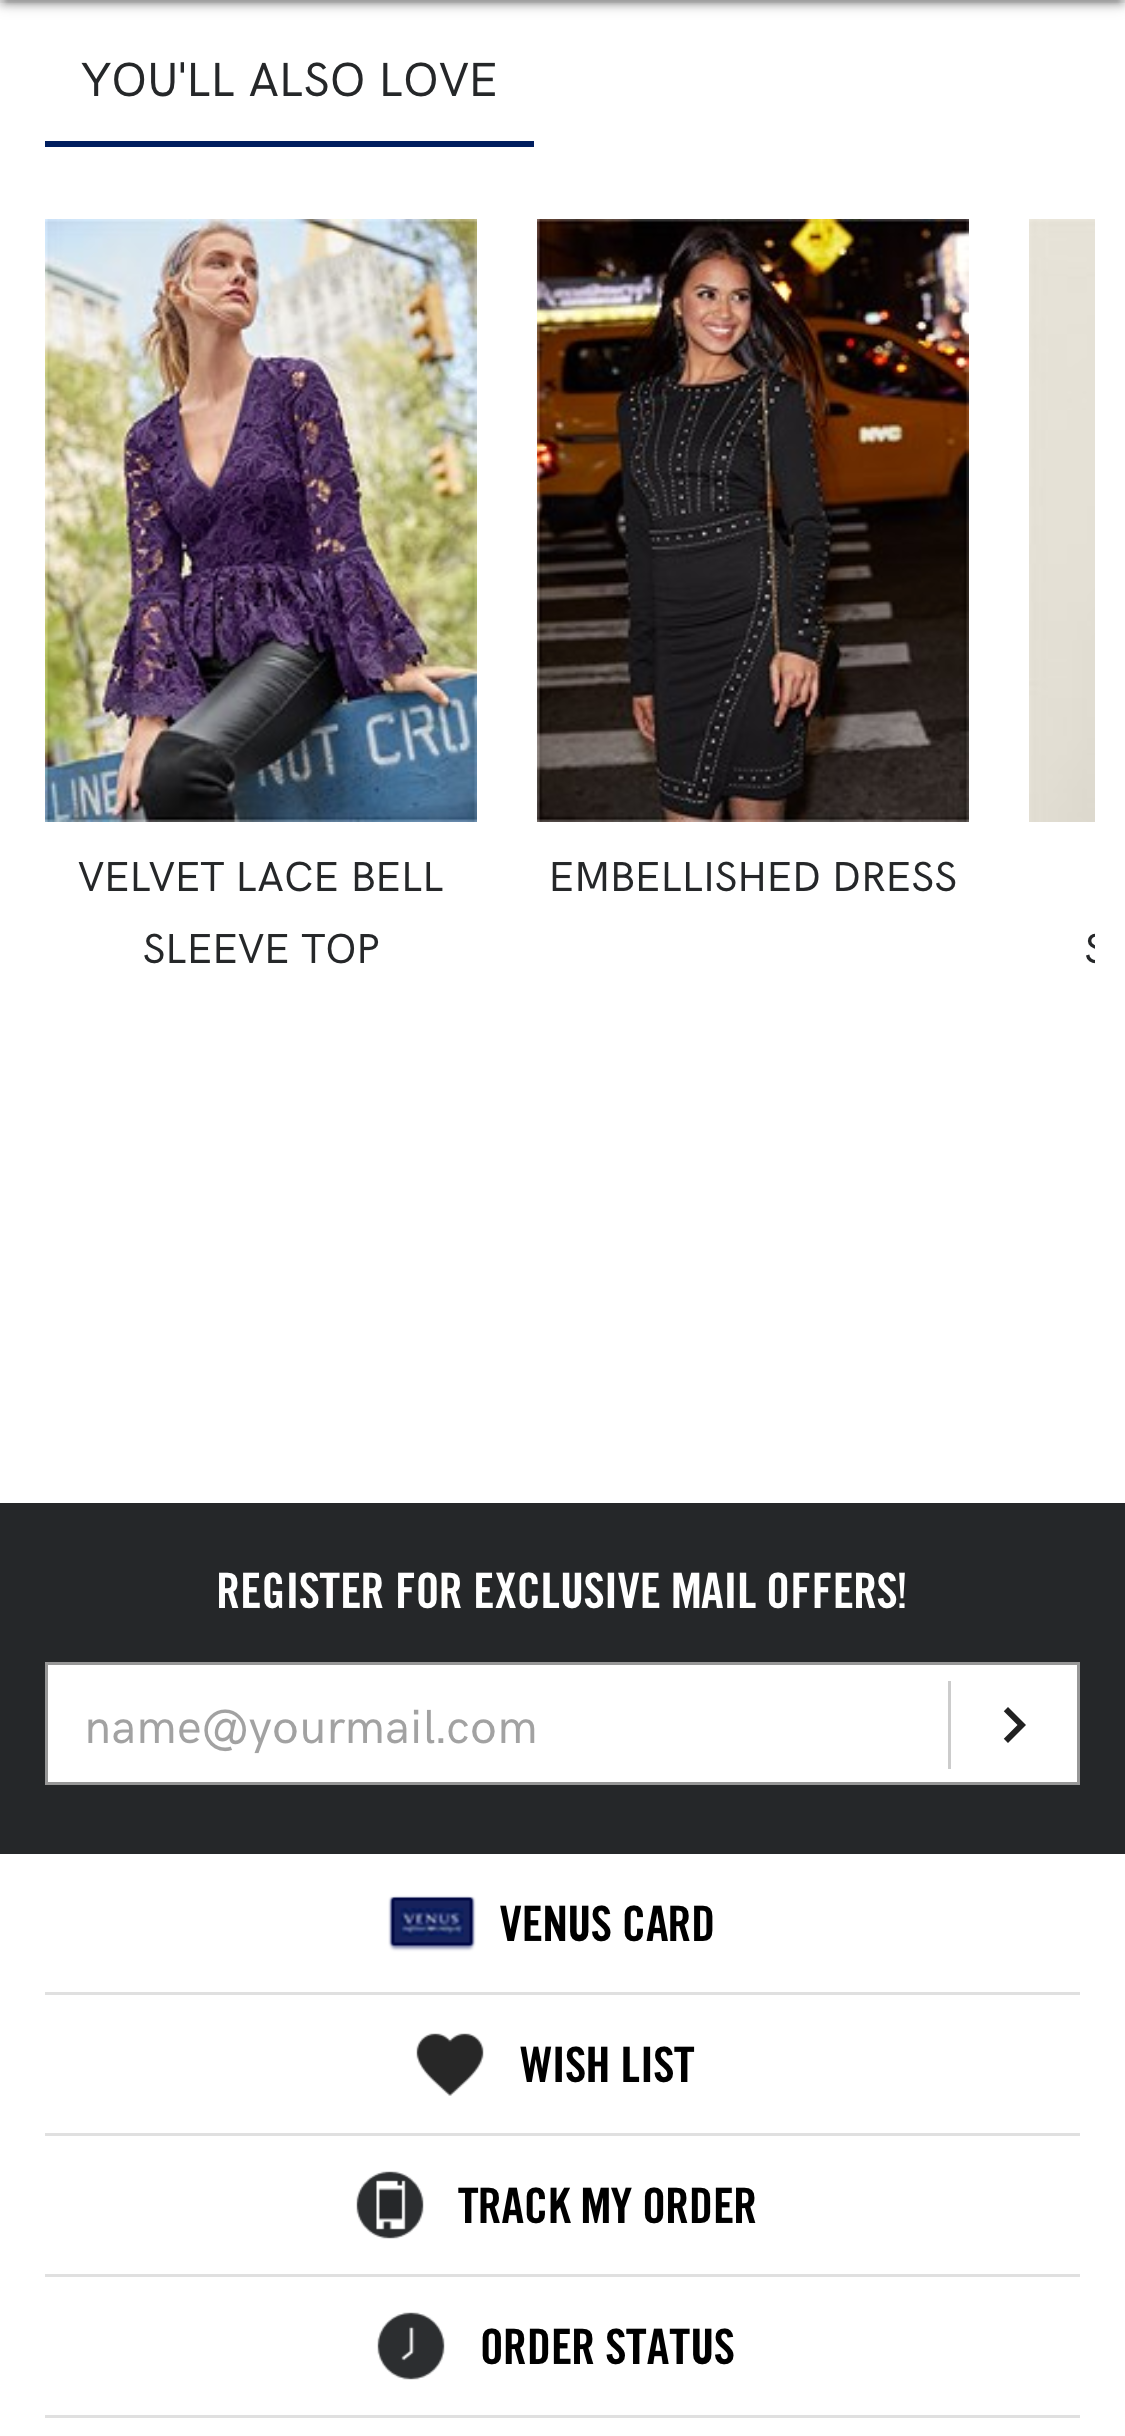 YOU'LL ALSO LOVE
LINE
NOT CRO
NYC
VELVET LACE BELL
SLEEVE TOP
EMBELLISHED DRESS
S
REGISTER FOR EXCLUSIVE MAIL OFFERS!
name@yourmail.com
VENUS
VENUS CARD
WISH LIST
TRACK MY ORDER
ORDER STATUS